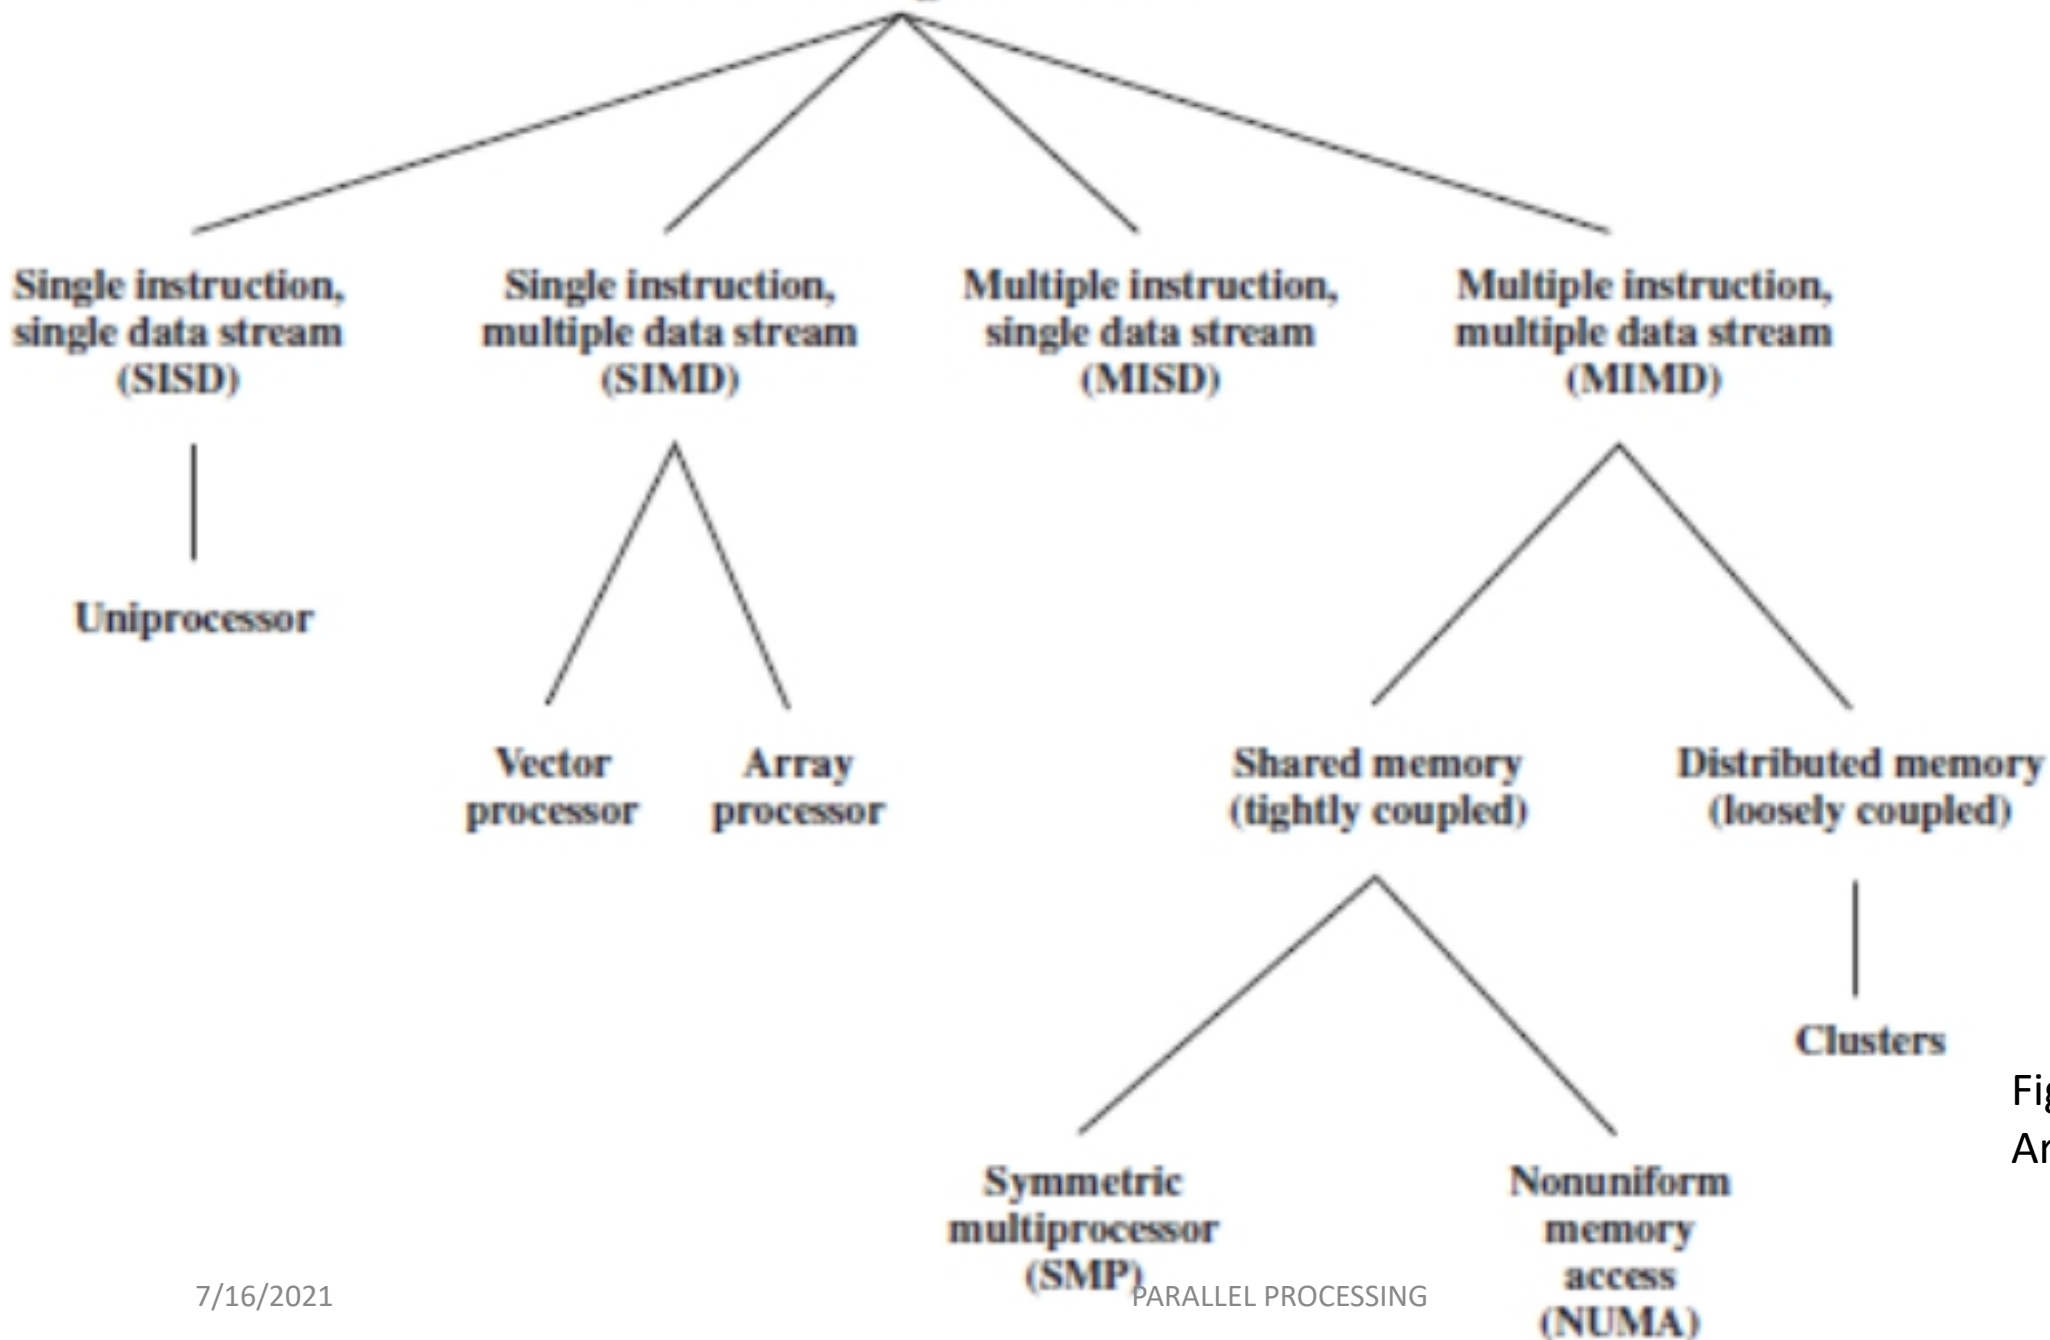 Single instruction,
single data stream
(SISD)
Single instruction,
multiple data stream
(SIMD)
Multiple instruction,
single data stream
(MISD)
Multiple instruction,
multiple data stream
(MIMD)
Uniprocessor
Vector
processor
Array
processor
Shared memory
(tightly coupled)
Distributed memory
(loosely coupled)
Clusters
Symmetric
multiprocessor
(SMP)
Nonuniform
memory
access
(NUMA)
7/16/2021
PARALLEL PROCESSING